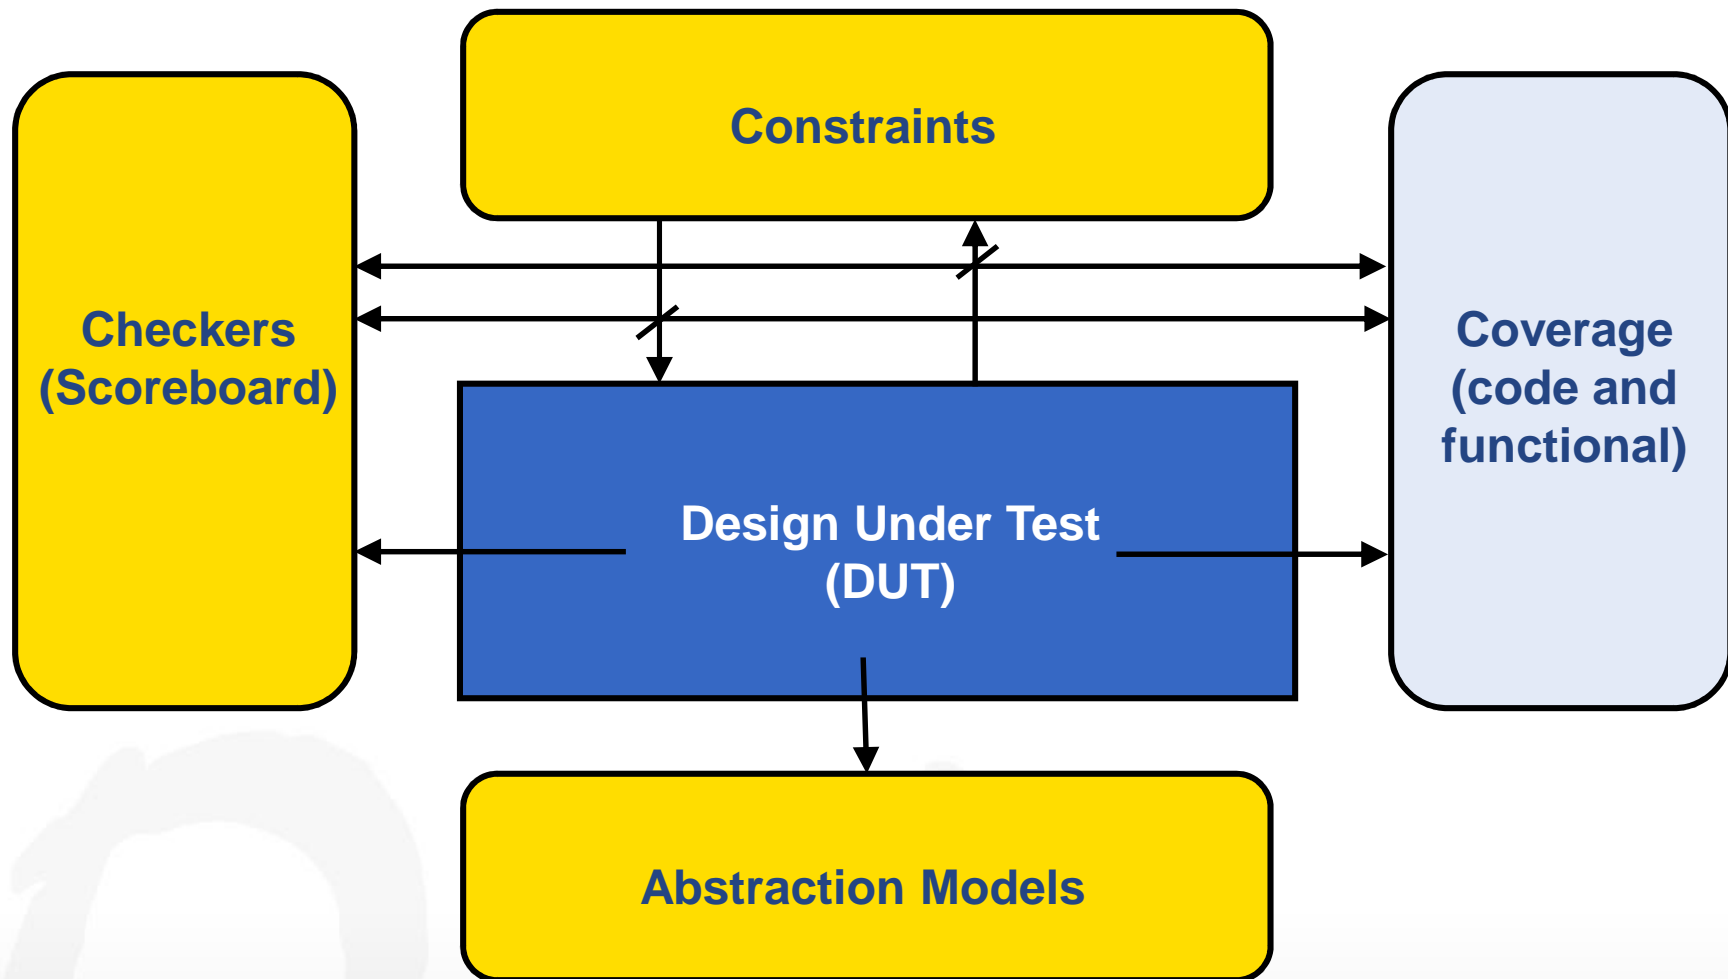 Constraints
Checkers
(Scoreboard)
Coverage
(code and
functional)
Design Under Test
(DUT)
Abstraction Models